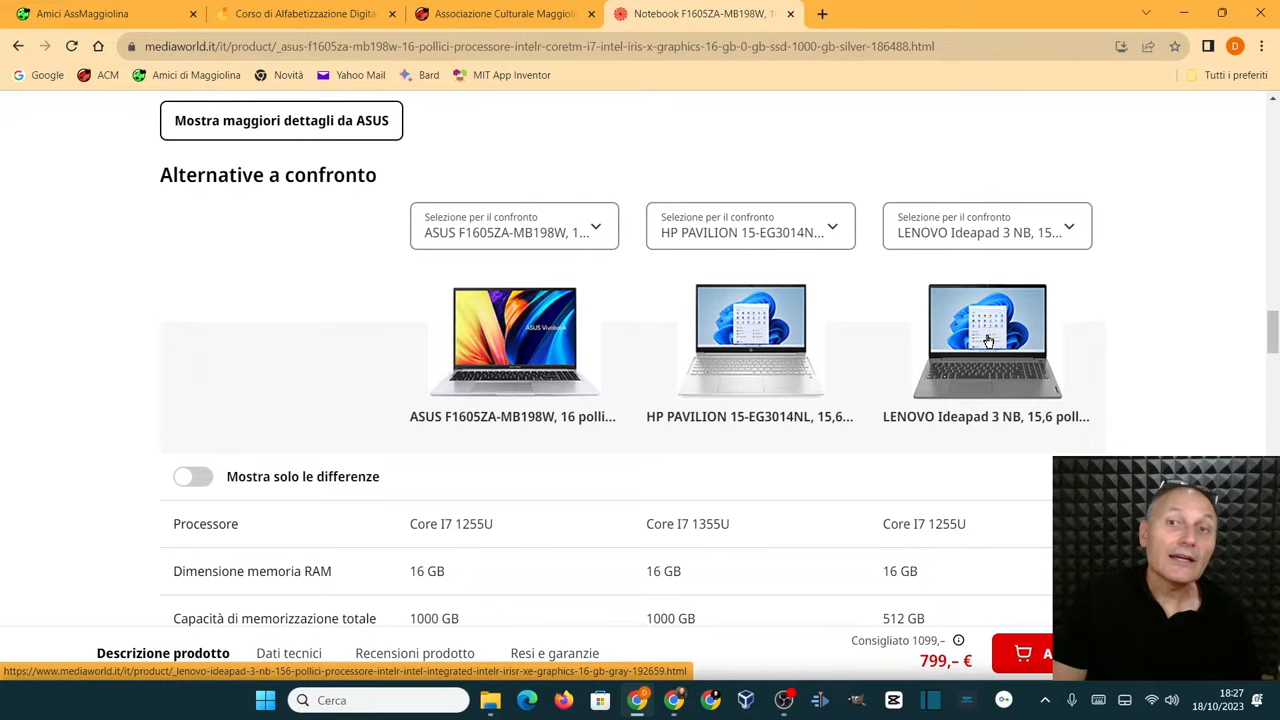 Amici AssMaggiolina
Corso di Alfabetizzazione Digita
Associazione Culturale Maggiol
Notebook F1605ZA-MB198W, 1
mediaworld.it/it/product/_asus-f1605za-mb198w-16-pollici-processore-intelr-coretm-i7-intel-iris-x-graphics-16-gb-0-gb-ssd-1000-gb-silver-186488.html
D
Google
ACM
Amici di Maggiolina
Novità
Yahoo Mail
Bard
MIT App Inventor
Tutti i preferiti
Mostra maggiori dettagli da ASUS
Alternative a confronto
Selezione per il confronto
ASUS F1605ZA-MB198W, 1...
Selezione per il confronto
HP PAVILION 15-EG3014N...
Selezione per il confronto
LENOVO Ideapad 3 NB, 15...
ASUS Vivobook
ASUS F1605ZA-MB198W, 16 polli...
HP PAVILION 15-EG3014NL, 15,6...
LENOVO Ideapad 3 NB, 15,6 poll...
Mostra solo le differenze
Processore
Core I7 1255U
Core I7 1355U
Core I7 1255U
Dimensione memoria RAM
16 GB
16 GB
16 GB
Capacità di memorizzazione totale
1000 GB
1000 GB
512 GB
Descrizione prodotto
Dati tecnici
Recensioni prodotto
Resi e garanzie
Consigliato 1099,–
799,– €
A
https://www.mediaworld.it/it/product/_lenovo-ideapad-3-nb-156-pollici-processore-intelr-intel-integrated-intelr-irisr-xe-graphics-16-gb-gray-192659.html
Cerca
18:27
18/10/2023